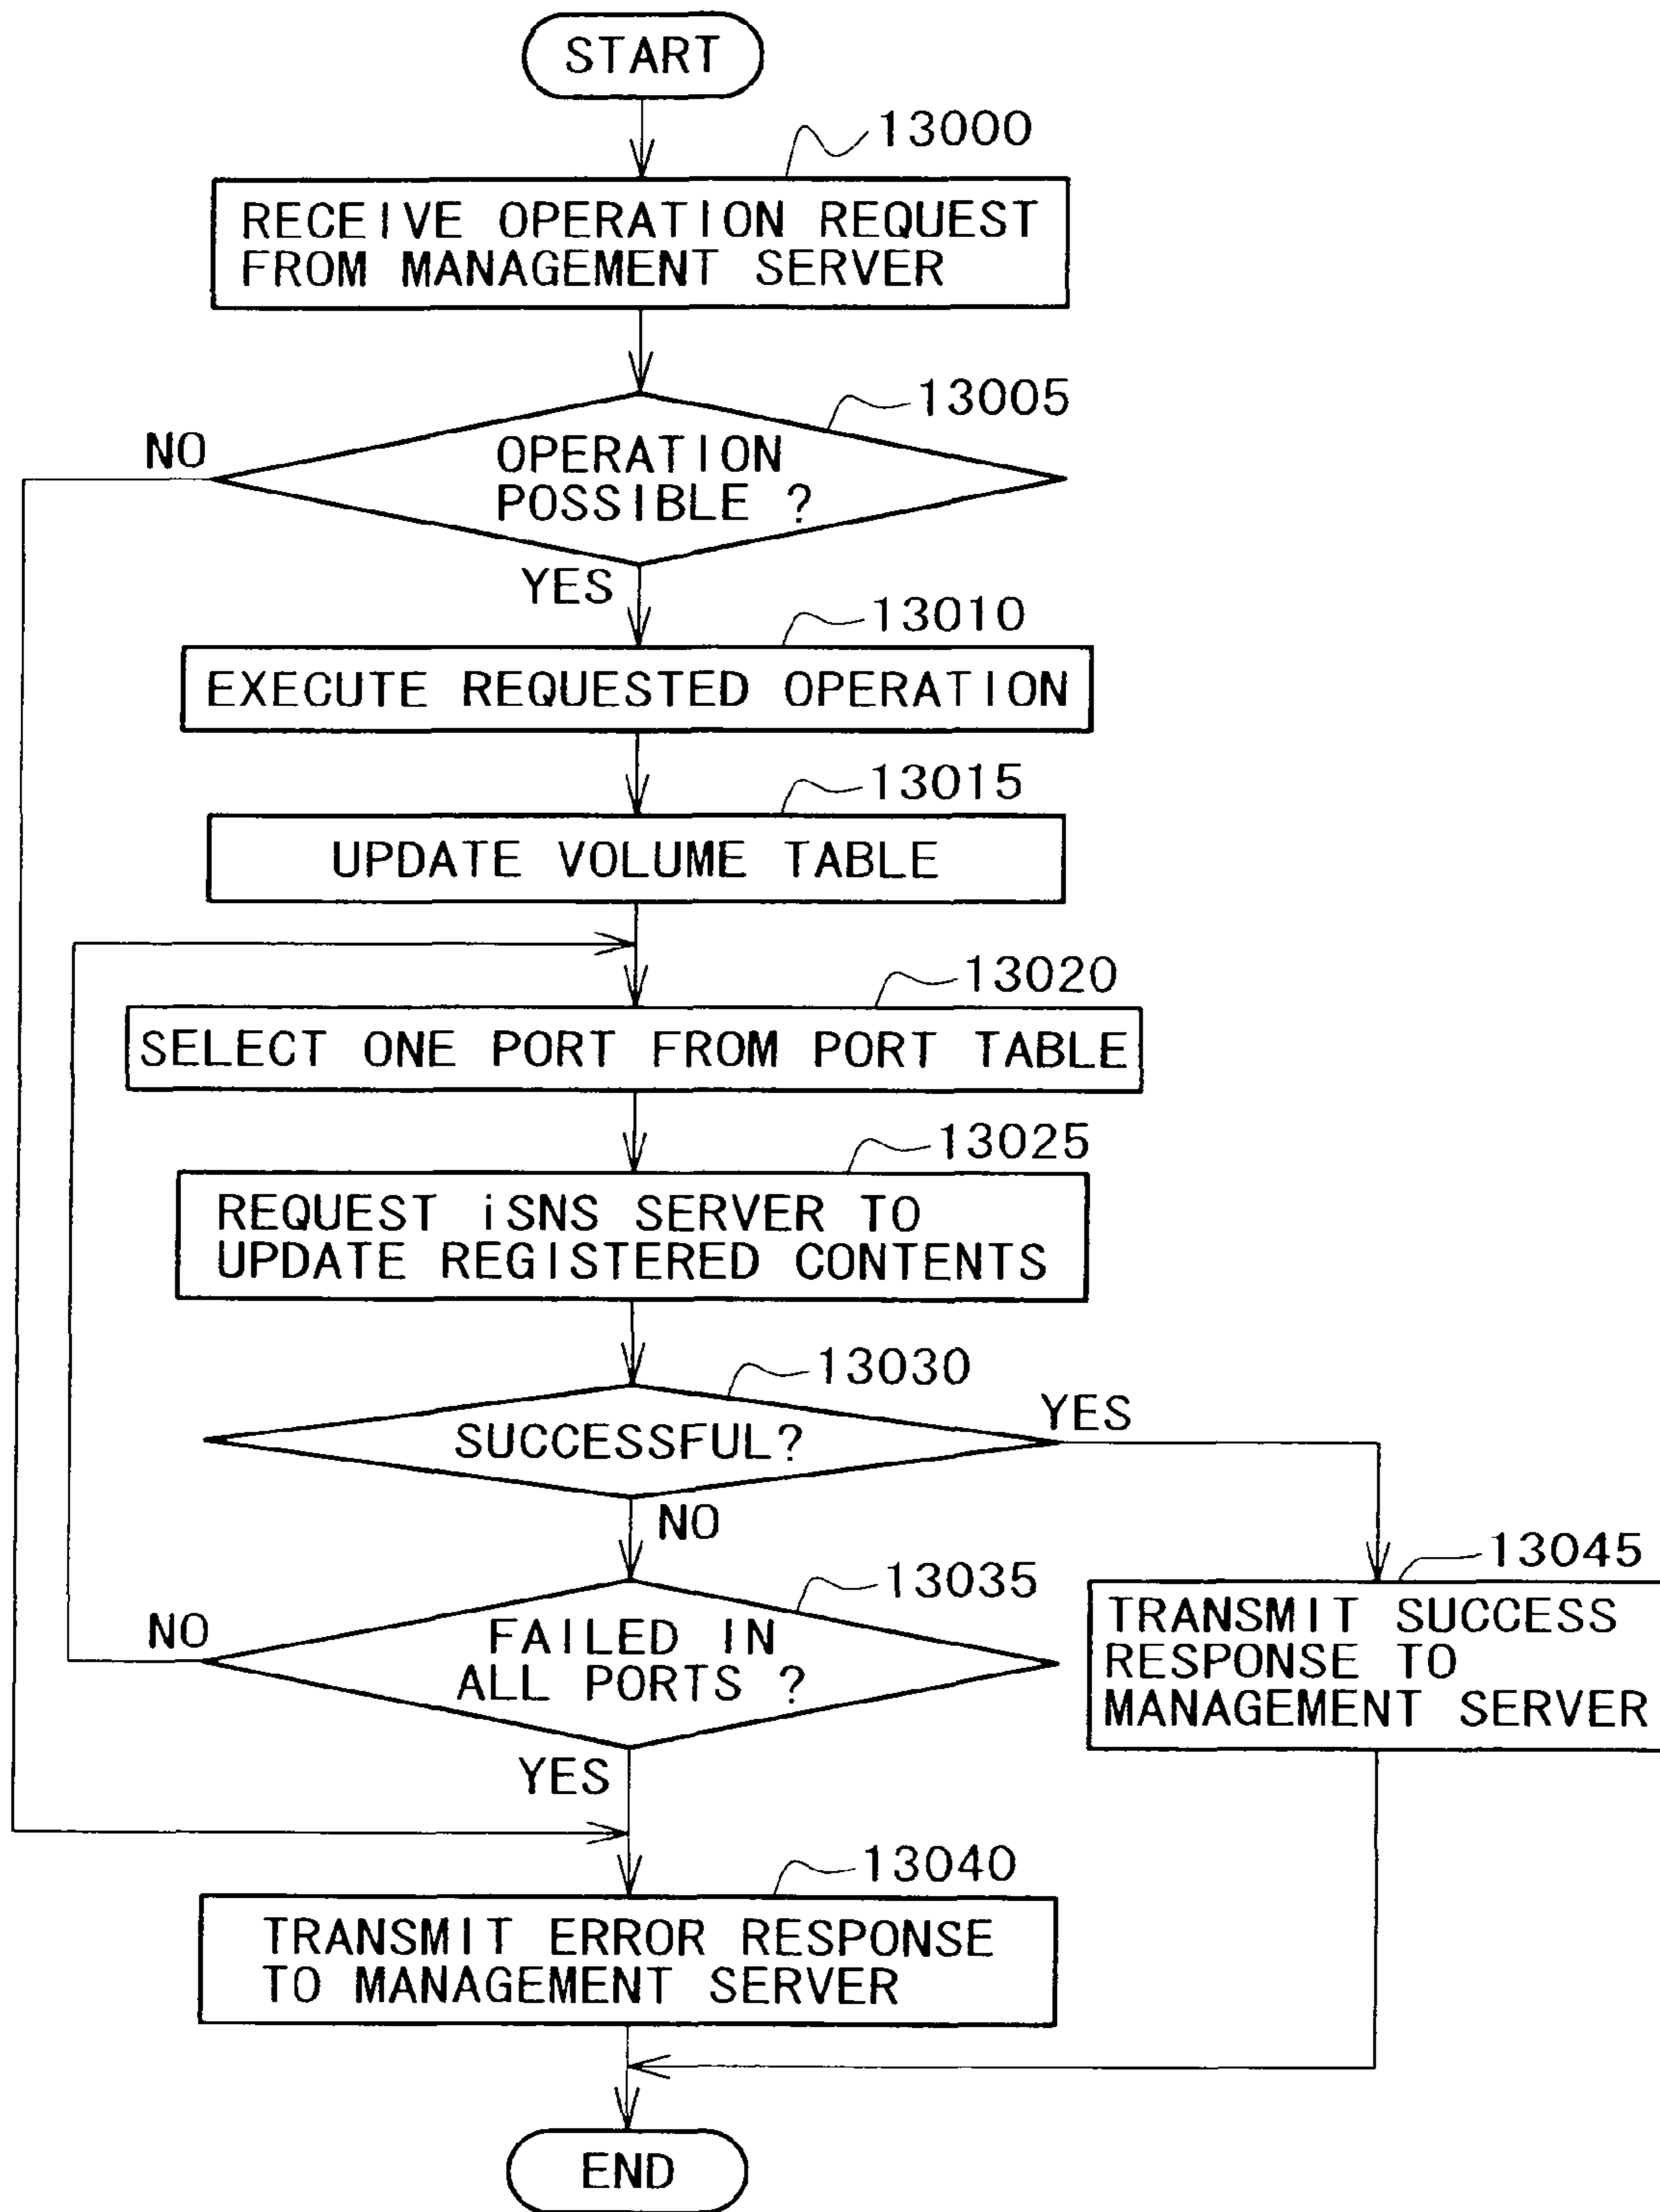 START
13000
RECEIVE OPERATION REQUEST
FROM MANAGEMENT SERVER
13005
NO
OPERATION
POSSIBLE ?
YES
13010
EXECUTE REQUESTED OPERATION
13015
UPDATE VOLUME TABLE
13020
SELECT ONE PORT FROM PORT TABLE
13025
REQUEST iSNS SERVER TO
UPDATE REGISTERED CONTENTS
13030
YES
SUCCESSFUL?
NO
13035
NO
FAILED IN
ALL PORTS ?
YES
13045
TRANSMIT SUCCESS
RESPONSE TO
MANAGEMENT SERVER
13040
TRANSMIT ERROR RESPONSE
TO MANAGEMENT SERVER
END